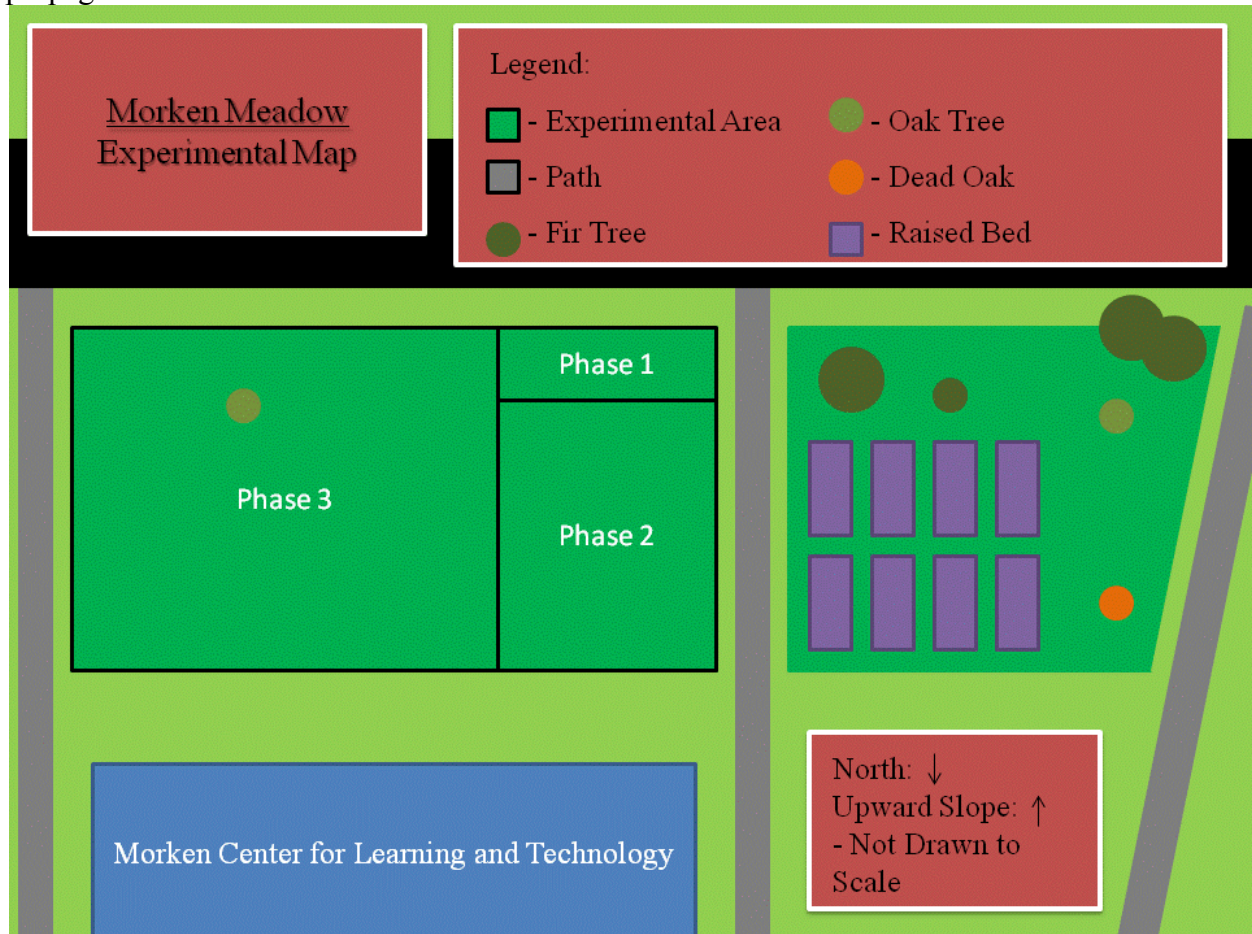 Morken Meadow
Experimental Map
Legend:
- Experimental Area
- Oak Tree
- Path
- Dead Oak
- Fir Tree
- Raised Bed
Phase 1
Phase 3
Phase 2
North: ↓
Upward Slope: ↑
- Not Drawn to
Scale
Morken Center for Learning and Technology